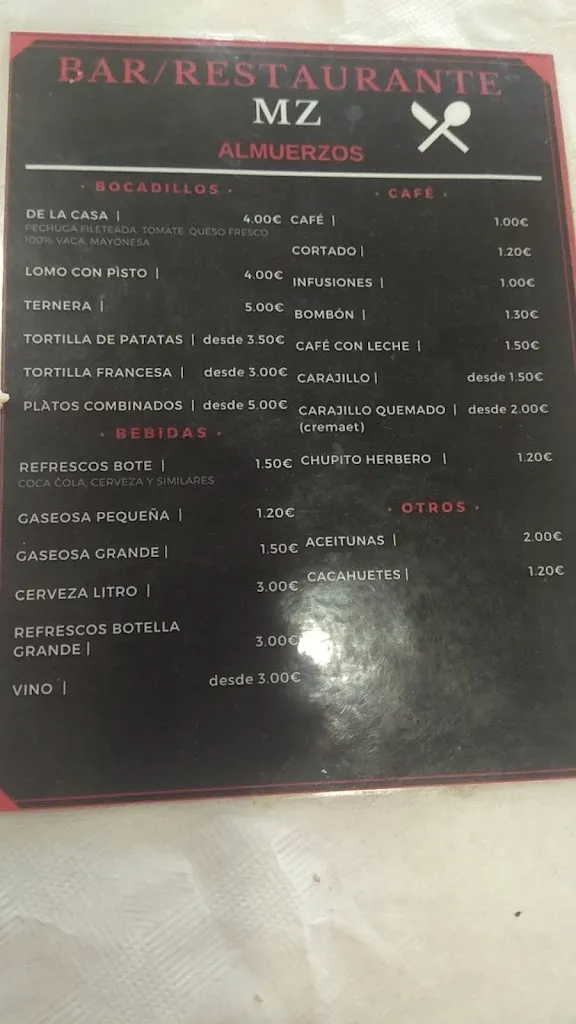 BAR/RESTAURANTE
MZ
ALMUERZOS
· BOCADILLOS ·
DE LA CASA | 4.00€
PECHUGA FILETEADA, TOMATE, QUESO FRESCO
100% VACA, MAYONESA
LOMO CON PÌSTO | 4.00€
TERNERA | 5.00€
TORTILLA DE PATATAS | desde 3.50€
TORTILLA FRANCESA | desde 3.00€
PLATOS COMBINADOS | desde 5.00€
· BEBIDAS ·
REFRESCOS BOTE | 1.50€
COCA COLA, CERVEZA Y SIMILARES
GASEOSA PEQUEÑA | 1.20€
GASEOSA GRANDE | 1.50€
CERVEZA LITRO | 3.00€
REFRESCOS BOTELLA
GRANDE | 3.00€
VINO | desde 3.00€
· CAFÉ ·
CAFÉ | 1.00€
CORTADO | 1.20€
INFUSIONES | 1.00€
BOMBÓN | 1.30€
CAFÉ CON LECHE | 1.50€
CARAJILLO | desde 1.50€
CARAJILLO QUEMADO | desde 2.00€
(cremaet)
CHUPITO HERBERO | 1.20€
· OTROS ·
ACEITUNAS | 2.00€
CACAHUETES | 1.20€